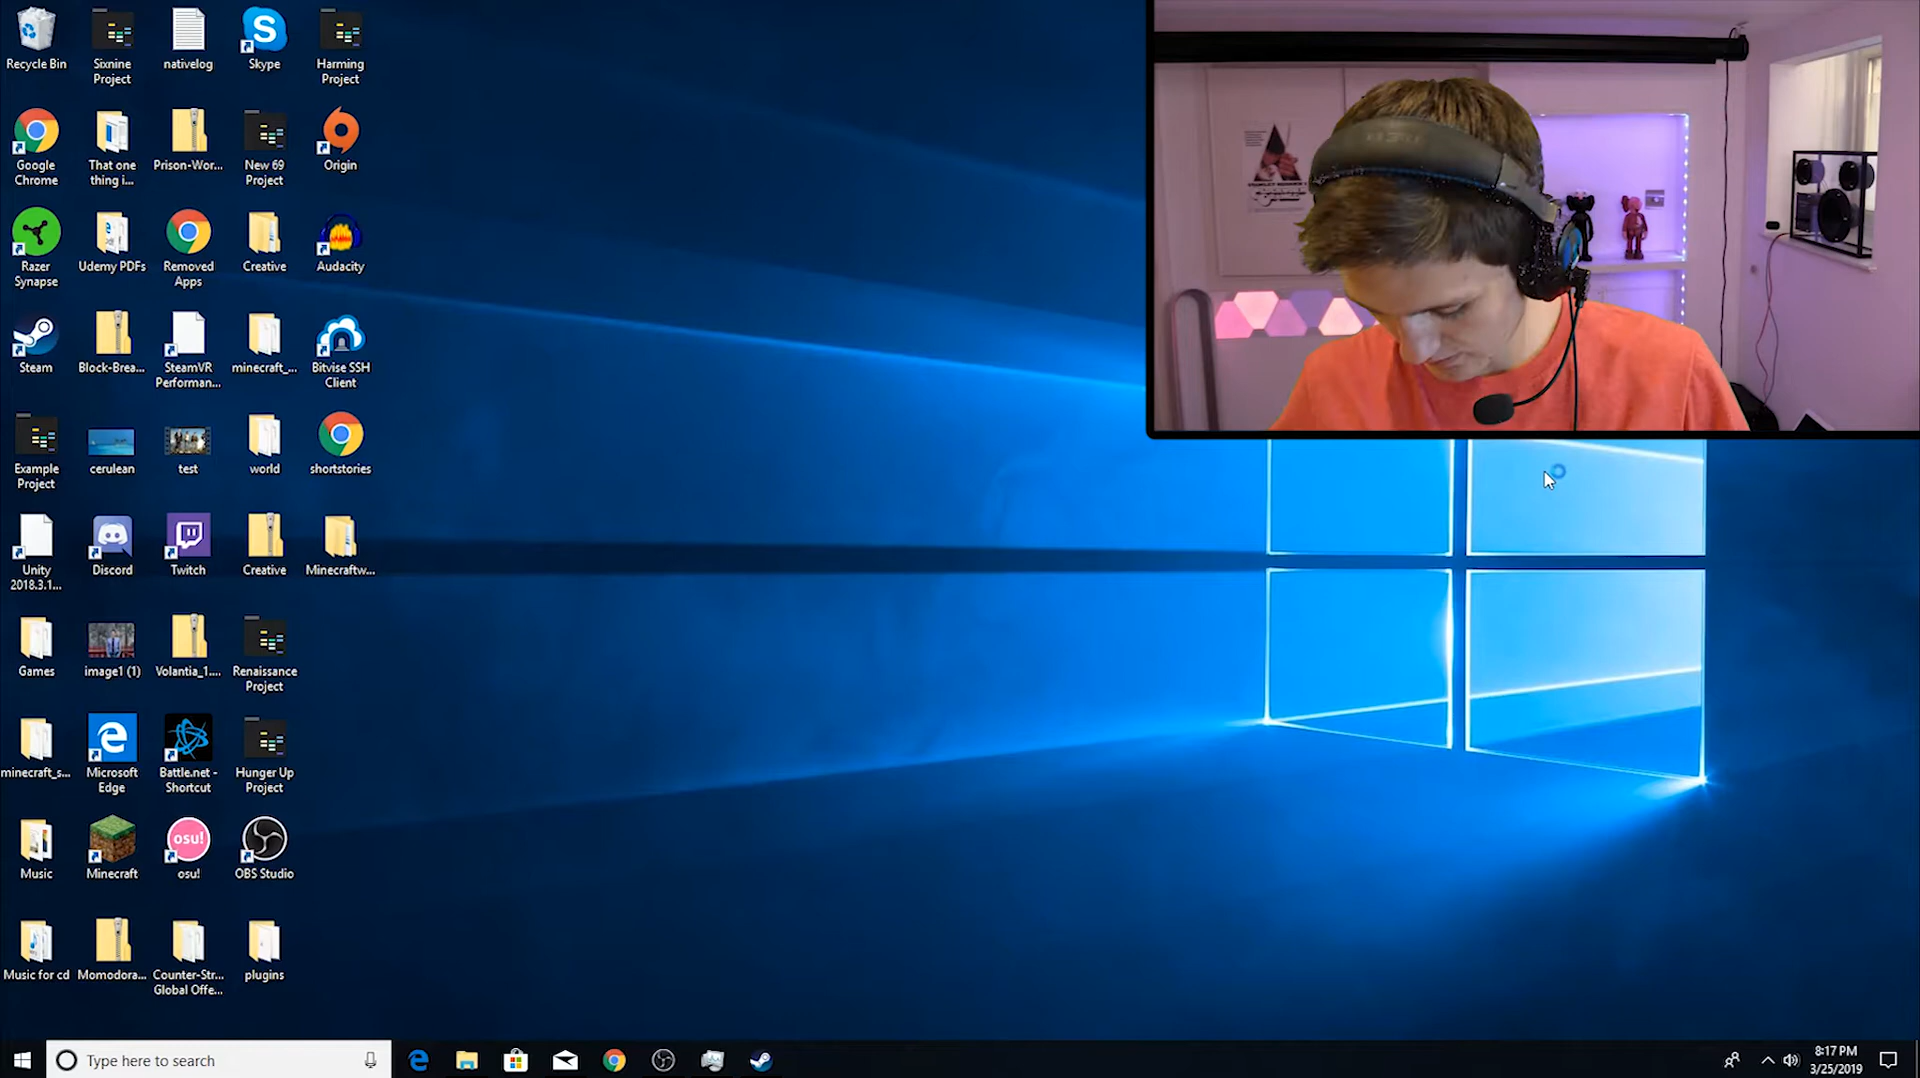 Recycle Bin
Sixnine
Project
nativelog
Skype
Harming
Project
Google
Chrome
That one
thing i...
Prison-Wor...
New 69
Project
Origin
Razer
Synapse
Udemy PDFs
Removed
Apps
Creative
Audacity
Steam
Block-Brea...
SteamVR
Performan...
minecraft_...
Bitvise SSH
Client
Example
Project
cerulean
test
world
shortstories
Unity
2018.3.1...
Discord
Twitch
Creative
Minecraftw...
Games
image1 (1)
Volantia_1....
Renaissance
Project
minecraft_s...
Microsoft
Edge
Battle.net -
Shortcut
Hunger Up
Project
Music
Minecraft
osu!
osu!
OBS Studio
Music for cd
Momodora...
Counter-Str...
Global Offe...
plugins
Type here to search
8:17 PM
3/25/2019